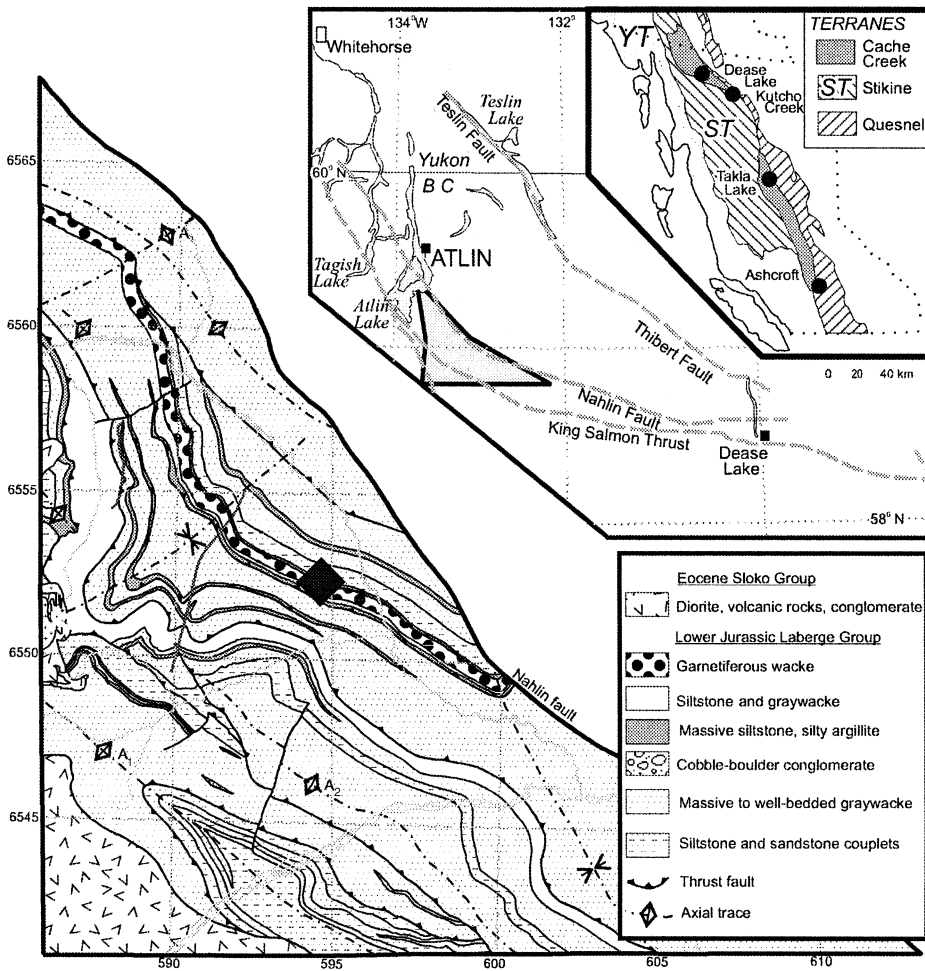 134°W
132°
Whitehorse
Teslin
Lake
Teslin Fault
60° N
Yukon
B C
ATLIN
Tagish
Lake
Atlin
Lake
Thibert Fault
Nahlin Fault
King Salmon Thrust
Dease
Lake
58° N
TERRANES
Cache
Creek
ST Stikine
Quesnel
YT
ST
Dease
Lake
Kutcho
Creek
Takla
Lake
Ashcroft
0 20 40 km
6565
6560
6555
6550
6545
590
595
600
605
610
A
A1
A2
Nahlin fault
Eocene Sloko Group
Diorite, volcanic rocks, conglomerate
Lower Jurassic Laberge Group
Garnetiferous wacke
Siltstone and graywacke
Massive siltstone, silty argillite
Cobble-boulder conglomerate
Massive to well-bedded graywacke
Siltstone and sandstone couplets
Thrust fault
Axial trace